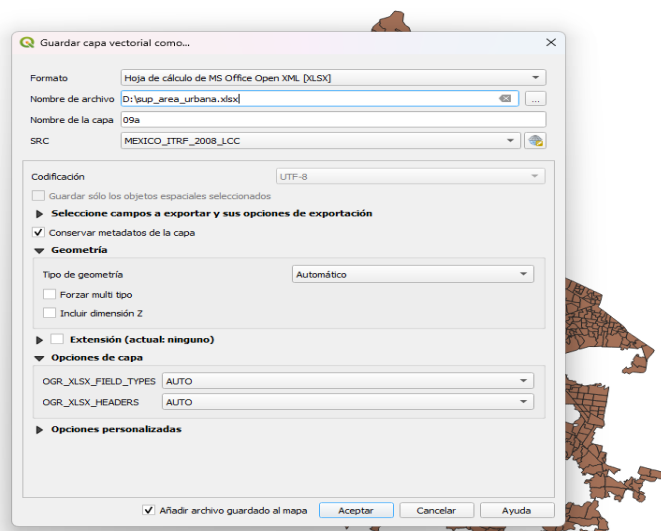 Guardar capa vectorial como...
Formato Hoja de cálculo de MS Office Open XML [XLSX]
Nombre de archivo D:\sup_area_urbana.xlsx ...
Nombre de la capa 09a
SRC MEXICO_ITRF_2008_LCC
Codificación UTF-8
Guardar sólo los objetos espaciales seleccionados
Seleccione campos a exportar y sus opciones de exportación
Conservar metadatos de la capa
Geometría
Tipo de geometría Automático
Forzar multi tipo
Incluir dimensión Z
Extensión (actual: ninguno)
Opciones de capa
OGR_XLSX_FIELD_TYPES AUTO
OGR_XLSX_HEADERS AUTO
Opciones personalizadas
Añadir archivo guardado al mapa Aceptar Cancelar Ayuda